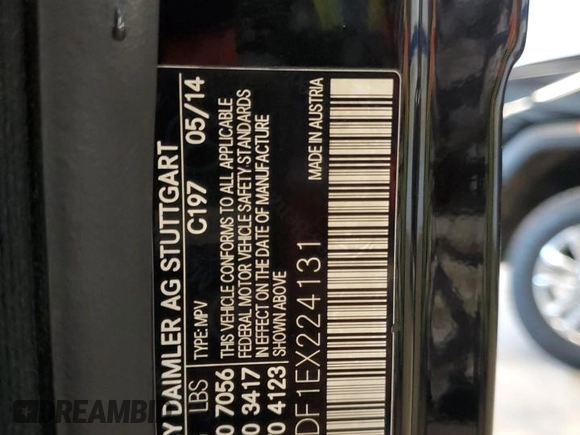 Y DAIMLER AG STUTTGART
C197 05/14
LBS TYPE: MPV
7056 THIS VEHICLE CONFORMS TO ALL APPLICABLE
3417 FEDERAL MOTOR VEHICLE SAFETY STANDARDS
4123 IN EFFECT ON THE DATE OF MANUFACTURE
SHOWN ABOVE
DF1EX224131
MADE IN AUSTRIA
DREAMBI